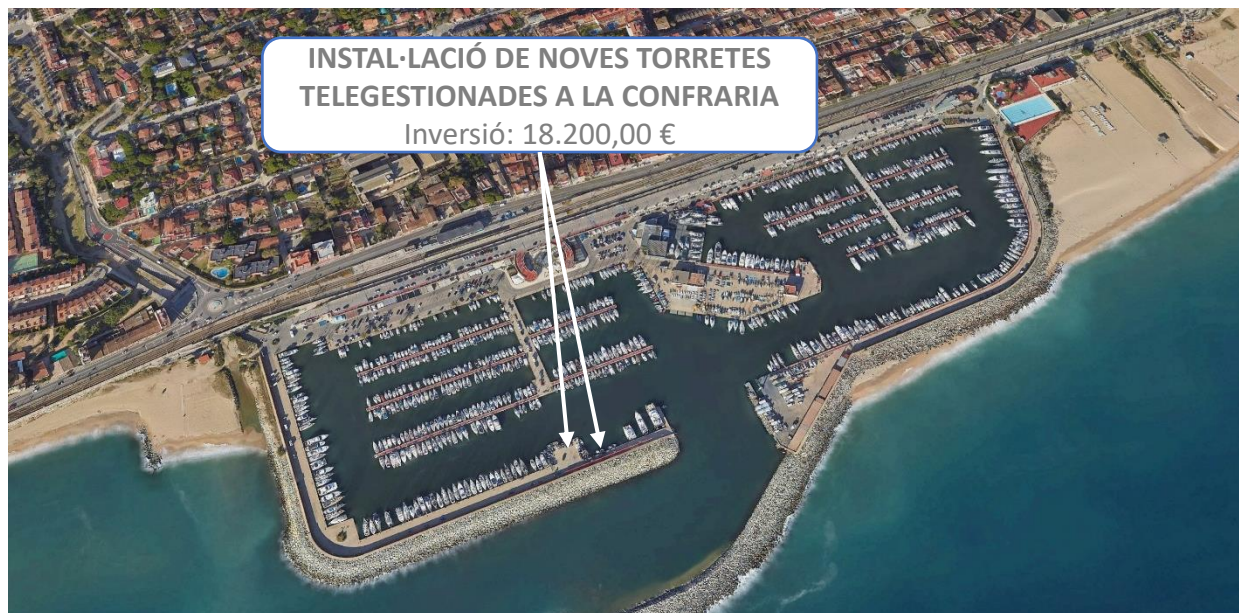 INSTAL·LACIÓ DE NOVES TORRETES
TELEGESTIONADES A LA CONFRARIA
Inversió: 18.200,00 €